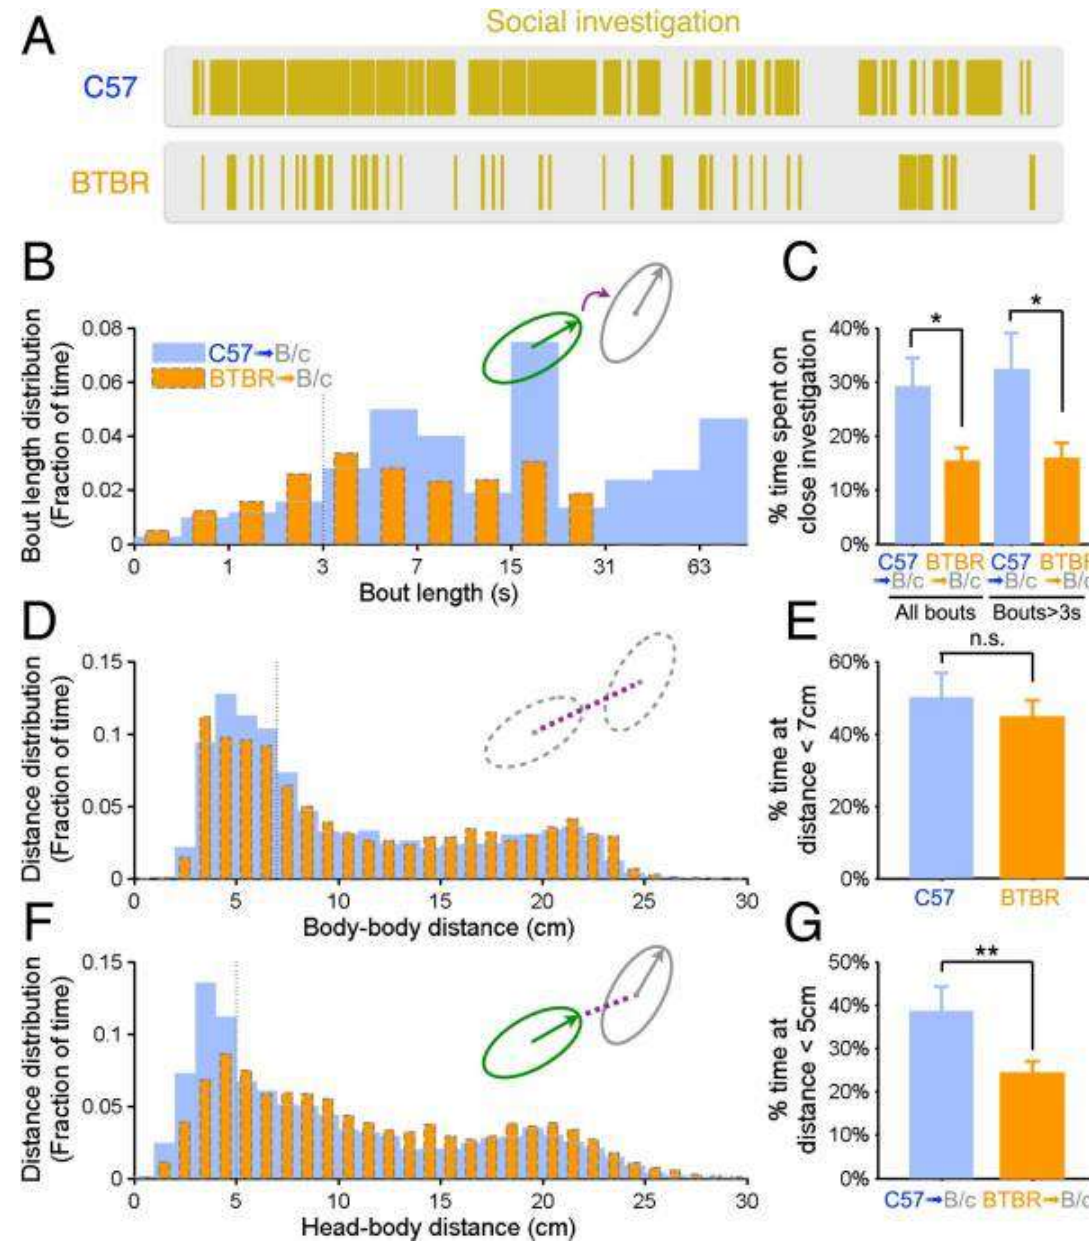 A
Social investigation
C57
BTBR
B
Bout length distribution
(Fraction of time)
0.08
0.06
0.04
0.02
0
C57→B/c
BTBR→B/c
0 1 3 7 15 31 63
Bout length (s)
C
% time spent on
close investigation
40%
30%
20%
10%
0%
* *
C57 BTBR C57 BTBR
→B/c →B/c →B/c →B/c
All bouts Bouts>3s
D
Distance distribution
(Fraction of time)
0.15
0.1
0.05
0
0 5 10 15 20 25 30
Body-body distance (cm)
E
% time at
distance < 7cm
60%
40%
20%
0%
n.s.
C57 BTBR
F
Distance distribution
(Fraction of time)
0.15
0.1
0.05
0
0 5 10 15 20 25 30
Head-body distance (cm)
G
% time at
distance < 5cm
50%
40%
30%
20%
10%
0%
**
C57→B/c BTBR→B/c